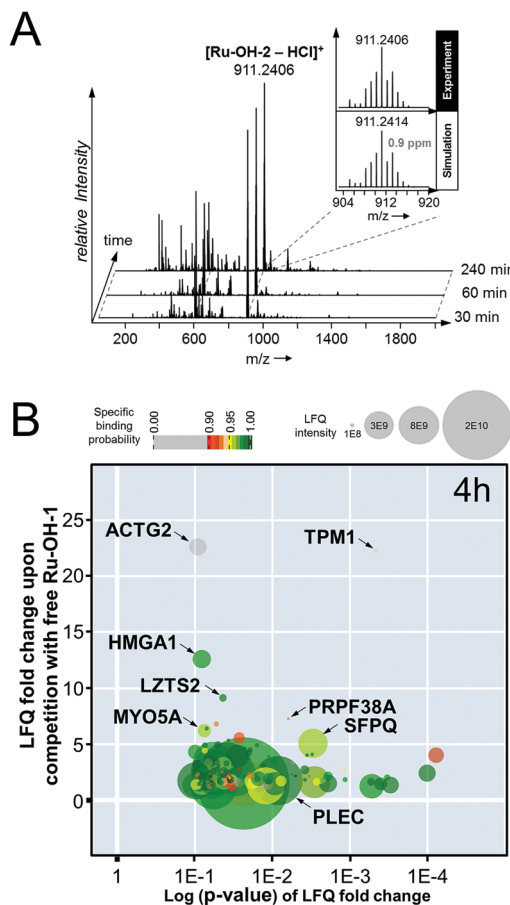 A
[Ru-OH-2 – HCl]+
911.2406
911.2406
Experiment
911.2414
0.9 ppm
Simulation
904 912 920
m/z →
relative Intensity
time
240 min
60 min
30 min
200 600 1000 1400 1800
m/z →
B
Specific binding probability
0.00
0.90
0.95
1.00
LFQ intensity
1E8
3E9
8E9
2E10
4h
LFQ fold change upon
competition with free Ru-OH-1
25
20
15
10
5
0
ACTG2
TPM1
HMGA1
LZTS2
MYO5A
PRPF38A
SFPQ
PLEC
1 1E-1 1E-2 1E-3 1E-4
Log (p-value) of LFQ fold change